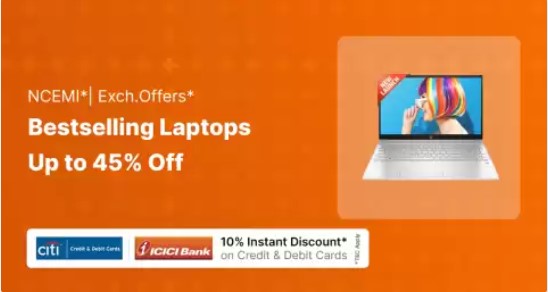 NCEMI*| Exch.Offers*
Bestselling Laptops
Up to 45% Off
NEW LAUNCH
citi Credit & Debit Cards
ICICI Bank
10% Instant Discount*
on Credit & Debit Cards
*T&C Apply